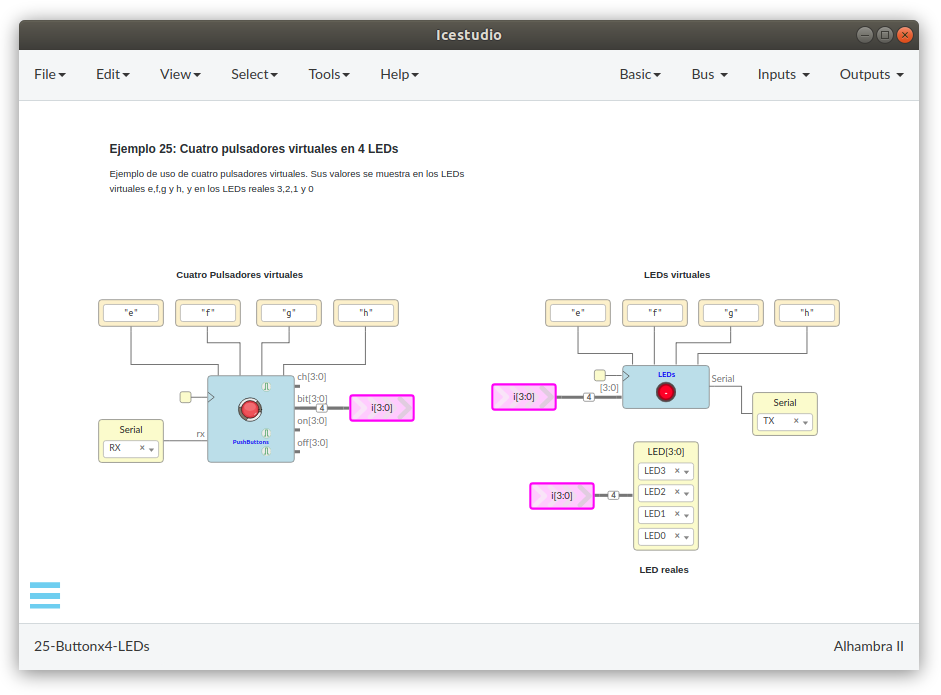 Icestudio
File Edit View Select Tools Help Basic Bus Inputs Outputs
Ejemplo 25: Cuatro pulsadores virtuales en 4 LEDs
Ejemplo de uso de cuatro pulsadores virtuales. Sus valores se muestra en los LEDs
virtuales e,f,g y h, y en los LEDs reales 3,2,1 y 0
Cuatro Pulsadores virtuales
"e" "f" "g" "h"
ch[3:0]
bit[3:0]
4
i[3:0]
on[3:0]
off[3:0]
PushButtons
rx
Serial
RX
LEDs virtuales
"e" "f" "g" "h"
LEDs
i[3:0]
4
[3:0]
Serial
Serial
TX
i[3:0]
4
LED[3:0]
LED3
LED2
LED1
LED0
LED reales
25-Buttonx4-LEDs
Alhambra II